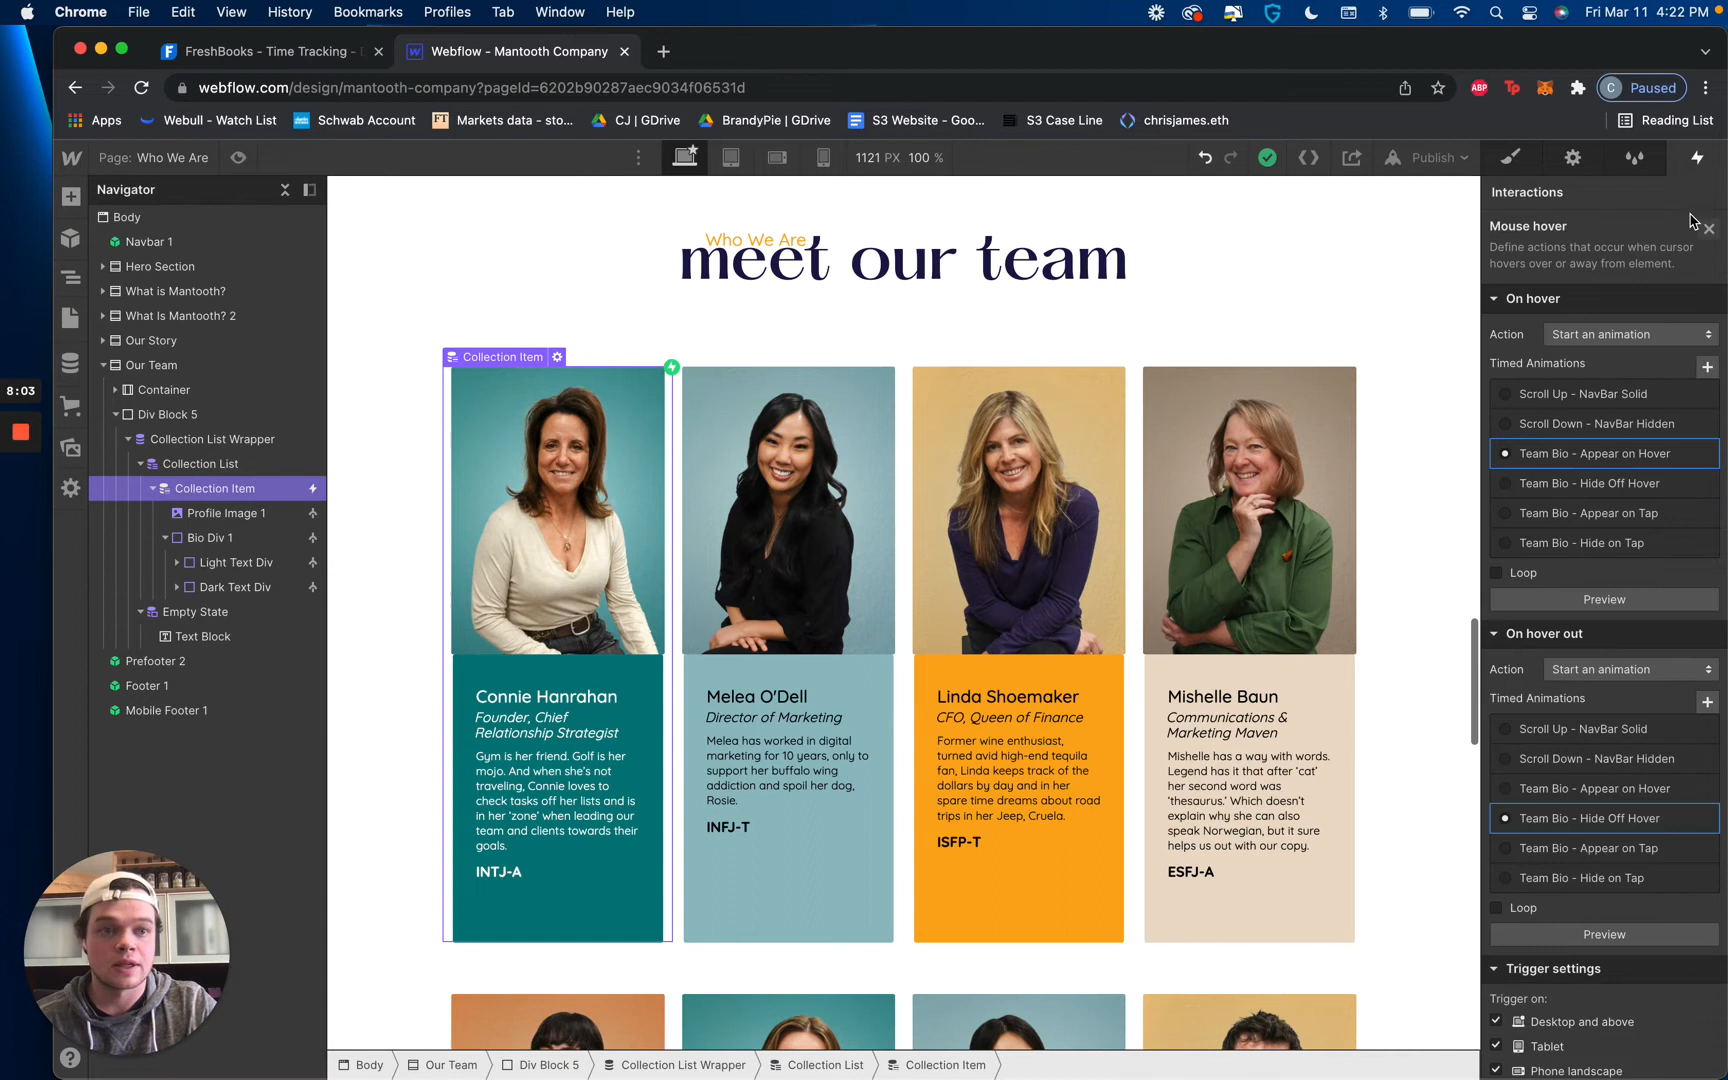 Chrome File Edit View History Bookmarks Profiles Tab Window Help
Fri Mar 11 4:22 PM
FreshBooks - Time Tracking -
Webflow - Mantooth Company
webflow.com/design/mantooth-company?pageId=6202b90287aec9034f06531d
ABP
C Paused
Apps
Webull - Watch List
Schwab Account
FT Markets data - sto...
CJ | GDrive
BrandyPie | GDrive
S3 Website - Goo...
S3 Case Line
chrisjames.eth
Reading List
Page: Who We Are
1121 PX 100 %
Publish
Navigator
Body
Navbar 1
Hero Section
What is Mantooth?
What Is Mantooth? 2
Our Story
Our Team
Container
Div Block 5
Collection List Wrapper
Collection List
Collection Item
Profile Image 1
Bio Div 1
Light Text Div
Dark Text Div
Empty State
Text Block
Prefooter 2
Footer 1
Mobile Footer 1
8:03
Who We Are
meet our team
Collection Item
Connie Hanrahan
Founder, Chief
Relationship Strategist
Gym is her friend. Golf is her
mojo. And when she's not
traveling, Connie loves to
check tasks off her lists and is
in her 'zone' when leading our
team and clients towards their
goals.
INTJ-A
Melea O'Dell
Director of Marketing
Melea has worked in digital
marketing for 10 years, only to
support her buffalo wing
addiction and spoil her dog,
Rosie.
INFJ-T
Linda Shoemaker
CFO, Queen of Finance
Former wine enthusiast,
turned avid high-end tequila
fan, Linda keeps track of the
dollars by day and in her
spare time dreams about road
trips in her Jeep, Cruela.
ISFP-T
Mishelle Baun
Communications &
Marketing Maven
Mishelle has a way with words.
Legend has it that after 'cat'
her second word was
'thesaurus.' Which doesn't
explain why she can also
speak Norwegian, but it sure
helps us out with our copy.
ESFJ-A
Body
Our Team
Div Block 5
Collection List Wrapper
Collection List
Collection Item
Interactions
Mouse hover
Define actions that occur when cursor
hovers over or away from element.
On hover
Action Start an animation
Timed Animations
Scroll Up - NavBar Solid
Scroll Down - NavBar Hidden
Team Bio - Appear on Hover
Team Bio - Hide Off Hover
Team Bio - Appear on Tap
Team Bio - Hide on Tap
Loop
Preview
On hover out
Action Start an animation
Timed Animations
Scroll Up - NavBar Solid
Scroll Down - NavBar Hidden
Team Bio - Appear on Hover
Team Bio - Hide Off Hover
Team Bio - Appear on Tap
Team Bio - Hide on Tap
Loop
Preview
Trigger settings
Trigger on:
Desktop and above
Tablet
Phone landscape